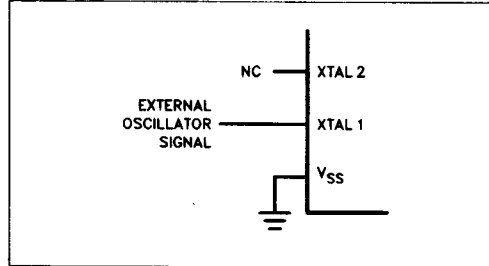 NC XTAL 2
EXTERNAL
OSCILLATOR XTAL 1
SIGNAL
VSS